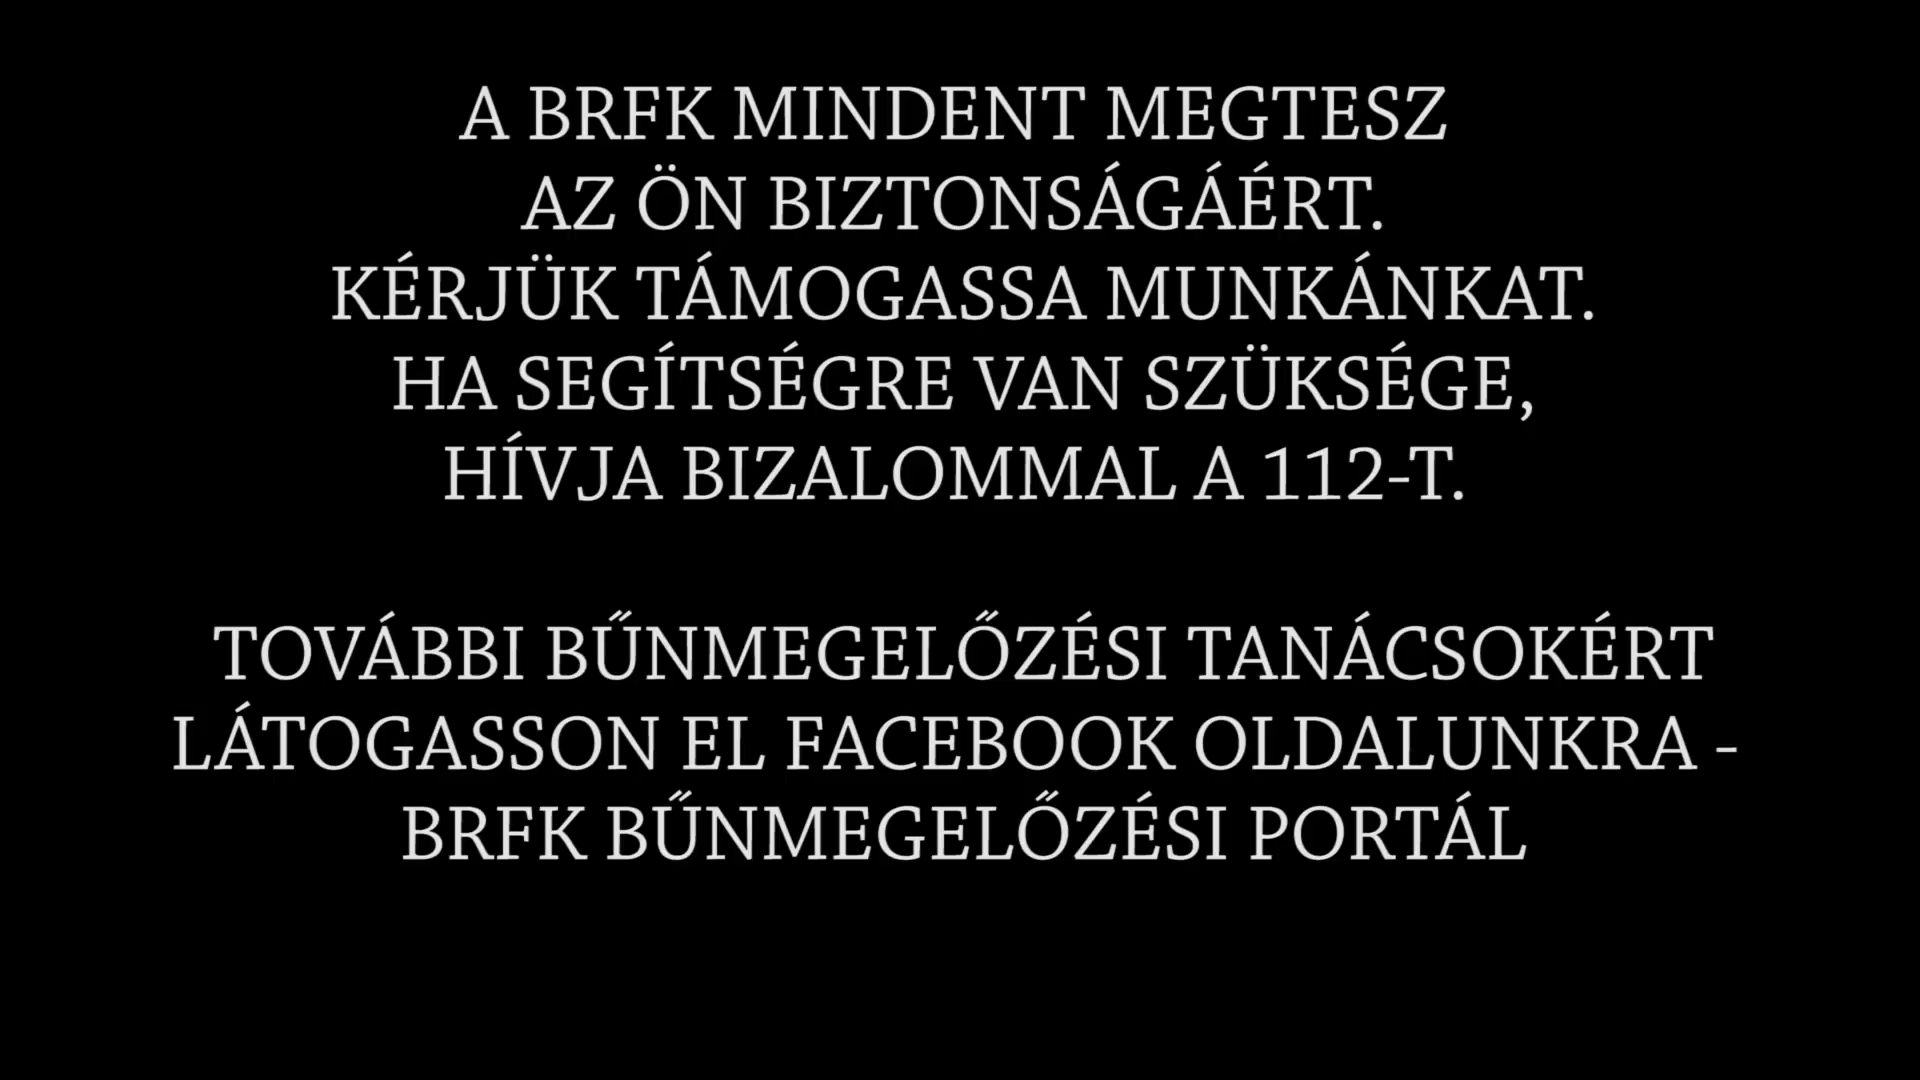 A BRFK MINDENT MEGTESZ
AZ ÖN BIZTONSÁGÁÉRT.
KÉRJÜK TÁMOGASSA MUNKÁNKAT.
HA SEGÍTSÉGRE VAN SZÜKSÉGE,
HÍVJA BIZALOMMAL A 112-T.
TOVÁBBI BŰNMEGELŐZÉSI TANÁCSOKÉRT
LÁTOGASSON EL FACEBOOK OLDALUNKRA -
BRFK BŰNMEGELŐZÉSI PORTÁL